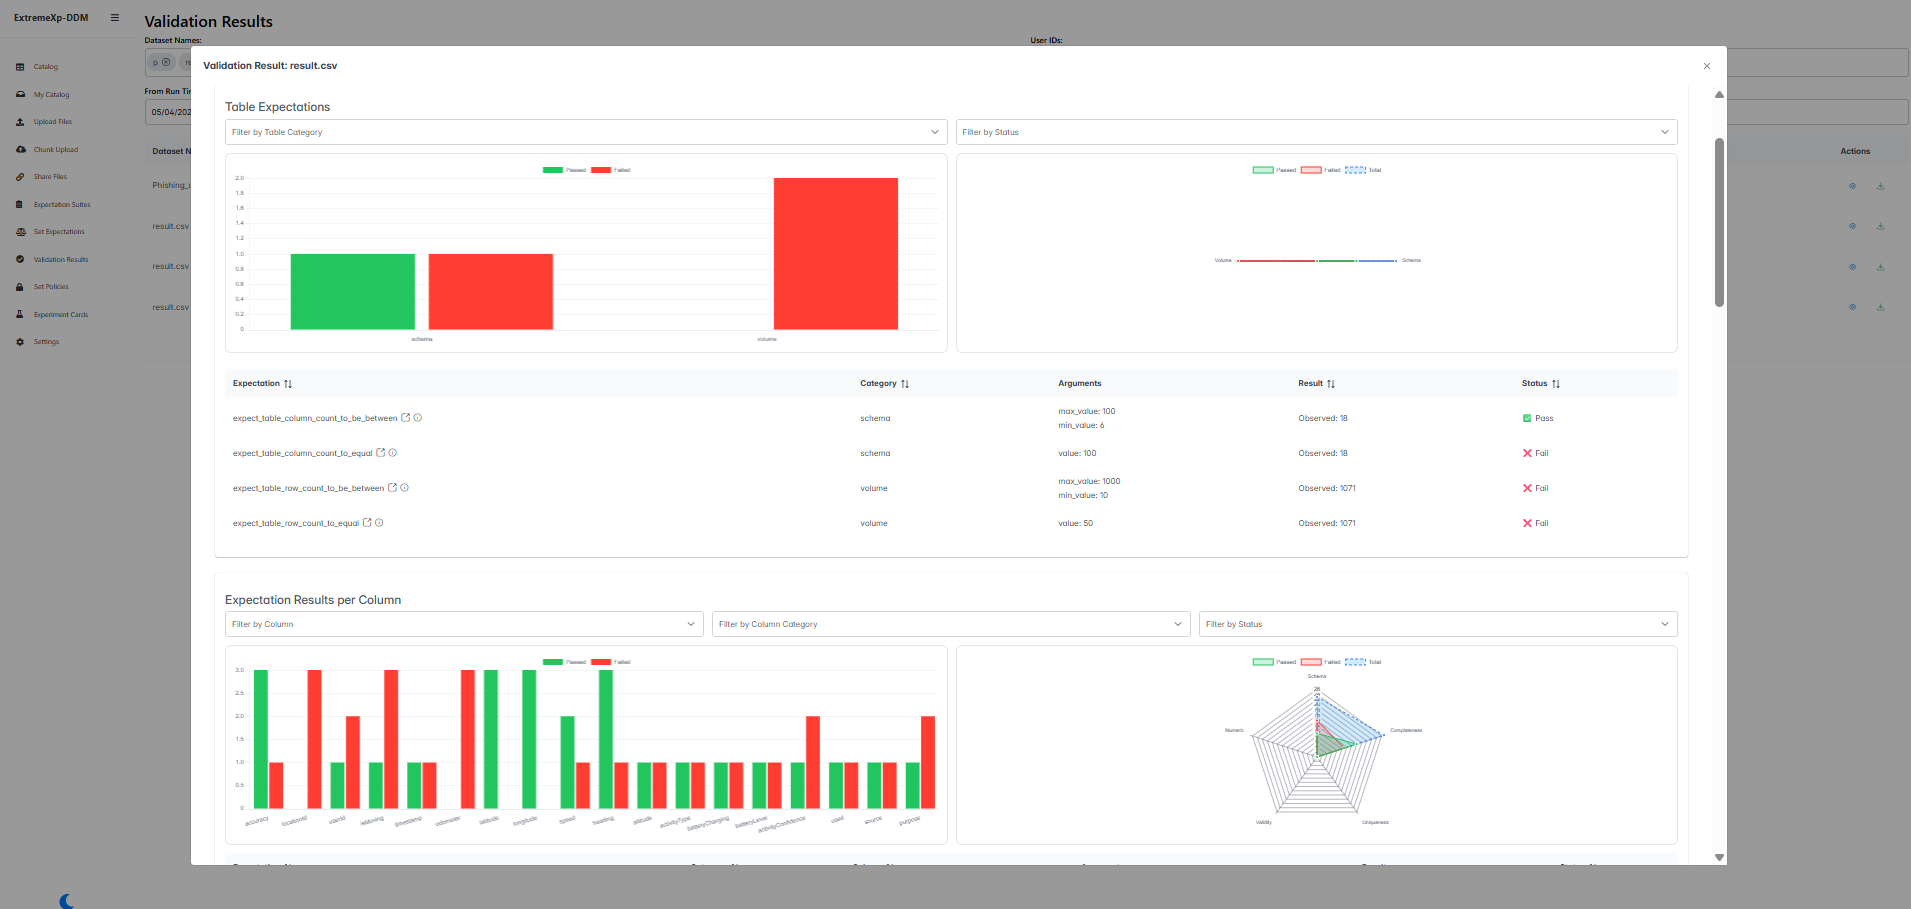 ExtremeXp-DDM
Catalog
My Catalog
Upload Files
Chunk Upload
Share Files
Expectation Suites
Set Expectations
Validation Results
Set Policies
Experiment Cards
Settings
Validation Results
Dataset Names:
User IDs:
p
re
From Run Tir
05/04/202
Dataset N
Actions
Phishing_
result.csv
result.csv
result.csv
Validation Result: result.csv
Table Expectations
Filter by Table Category
Filter by Status
Passed Failed
2.0
1.8
1.6
1.4
1.2
1.0
0.8
0.6
0.4
0.2
0
schema volume
Passed Failed Total
Volume Schema
Expectation Category Arguments Result Status
expect_table_column_count_to_be_between schema max_value: 100 Observed: 18 Pass
min_value: 6
expect_table_column_count_to_equal schema value: 100 Observed: 18 Fail
expect_table_row_count_to_be_between volume max_value: 1000 Observed: 1071 Fail
min_value: 10
expect_table_row_count_to_equal volume value: 50 Observed: 1071 Fail
Expectation Results per Column
Filter by Column
Filter by Column Category
Filter by Status
Passed Failed
3.0
2.5
2.0
1.5
1.0
0.5
0
accuracy locationId userId isMoving timestamp odometer latitude longitude speed heading altitude activityType batteryCharging batteryLevel activityConfidence used source purpose
Passed Failed Total
Schema
26
Numeric Completeness
Validity Uniqueness